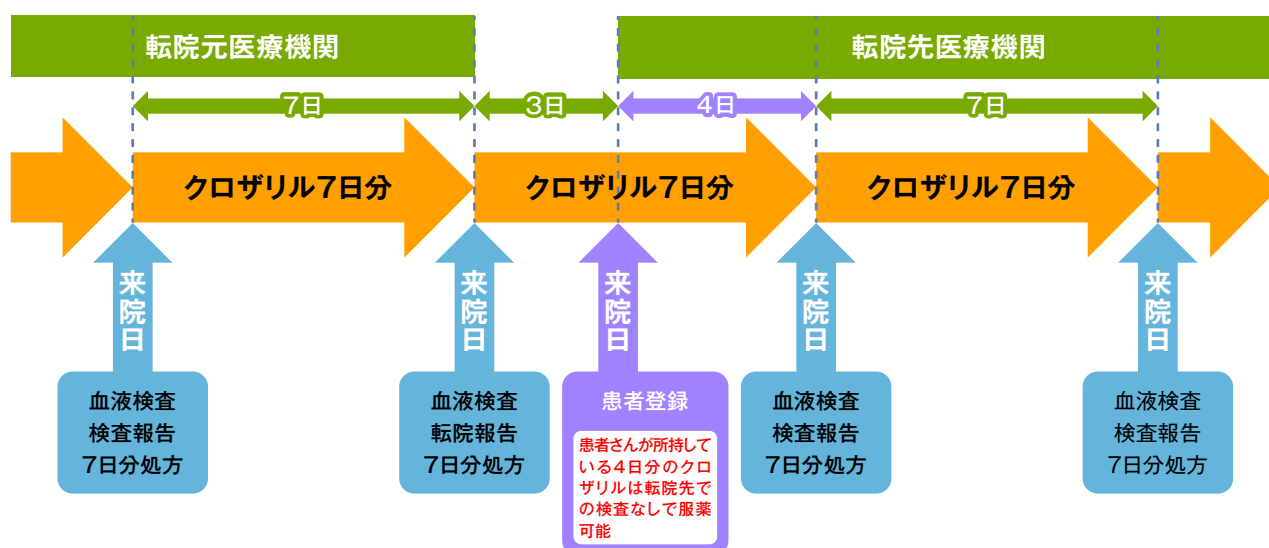 転院元医療機関
転院先医療機関
7日
3日
4日
7日
クロザリル7日分
クロザリル7日分
クロザリル7日分
来院日
来院日
来院日
来院日
来院日
血液検査
検査報告
7日分処方
血液検査
転院報告
7日分処方
患者登録
患者さんが所持して
いる4日分のクロ
ザリルは転院先で
の検査なしで服薬
可能
血液検査
検査報告
7日分処方
血液検査
検査報告
7日分処方